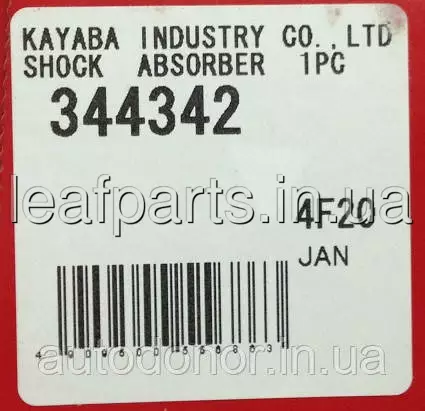 KAYABA INDUSTRY CO.,LTD
SHOCK ABSORBER 1PC
344342
leafparts.in.ua
4F20
JAN
autodonor.in.ua